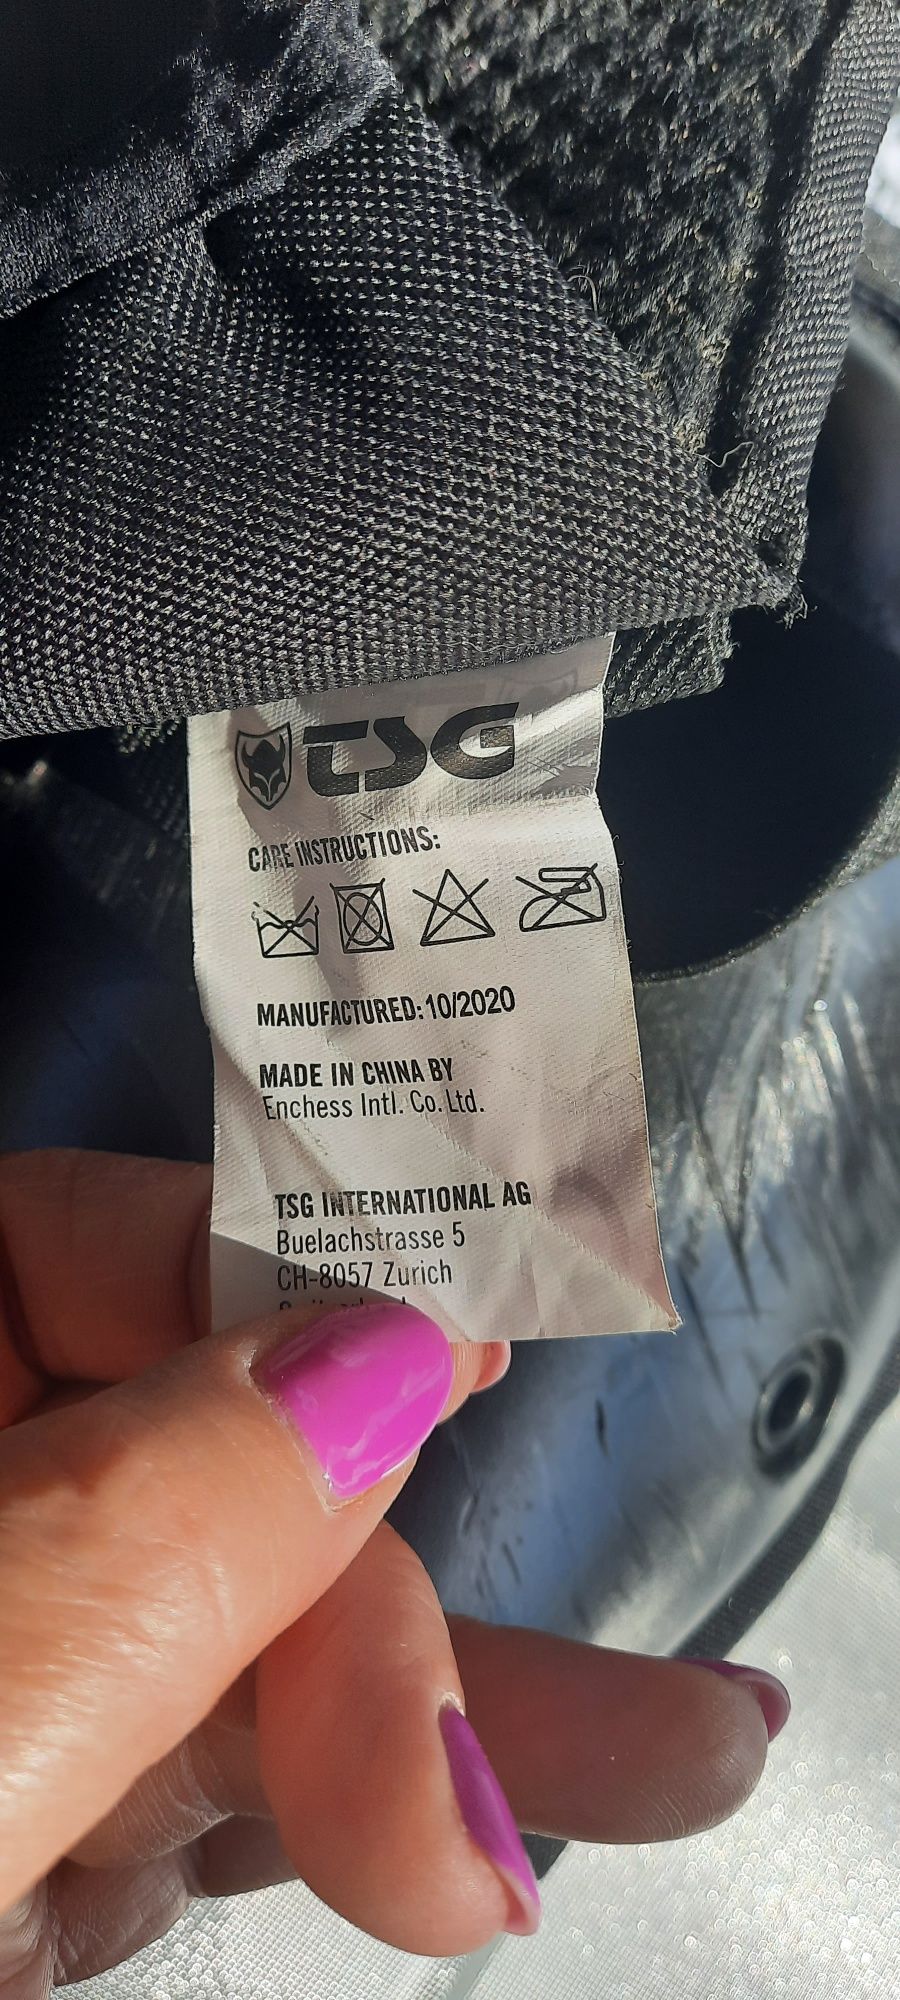 TSG
CARE INSTRUCTIONS:
MANUFACTURED: 10/2020
MADE IN CHINA BY
Enchess Intl. Co. Ltd.
TSG INTERNATIONAL AG
Buelachstrasse 5
CH-8057 Zurich